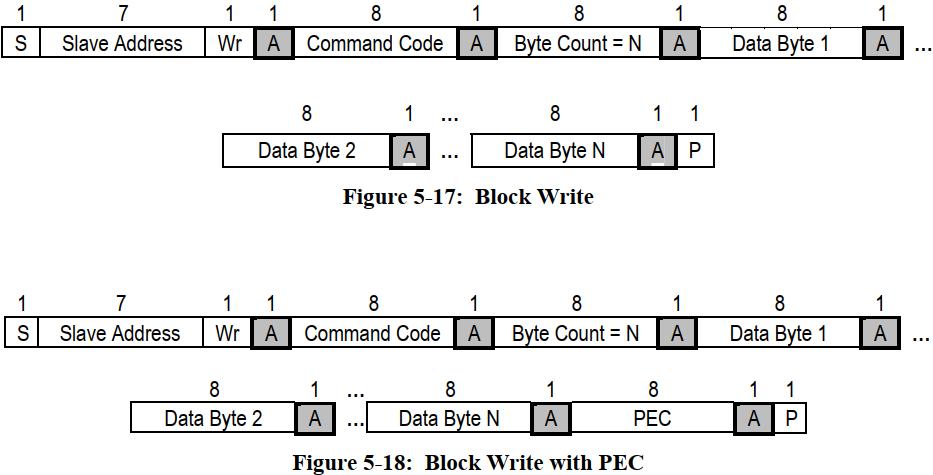 1 7 1 1 8 1 8 1 8 1
S Slave Address Wr A Command Code A Byte Count = N A Data Byte 1 A ...
8 1 ... 8 1 1
Data Byte 2 A ... Data Byte N A P
Figure 5-17: Block Write
1 7 1 1 8 1 8 1 8 1
S Slave Address Wr A Command Code A Byte Count = N A Data Byte 1 A ...
8 1 ... 8 1 8 1 1
Data Byte 2 A ... Data Byte N A PEC A P
Figure 5-18: Block Write with PEC